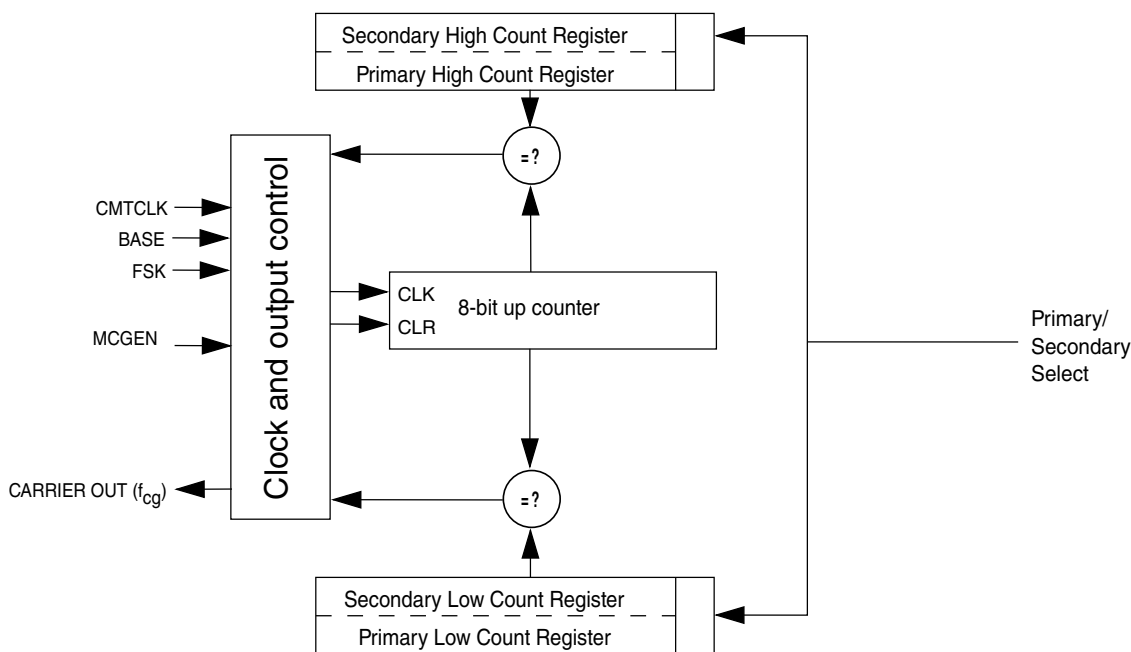 Secondary High Count Register
Primary High Count Register
=?
Clock and output control
CMTCLK
BASE
FSK
MCGEN
CARRIER OUT (fcg)
CLK
CLR
8-bit up counter
=?
Secondary Low Count Register
Primary Low Count Register
Primary/
Secondary
Select